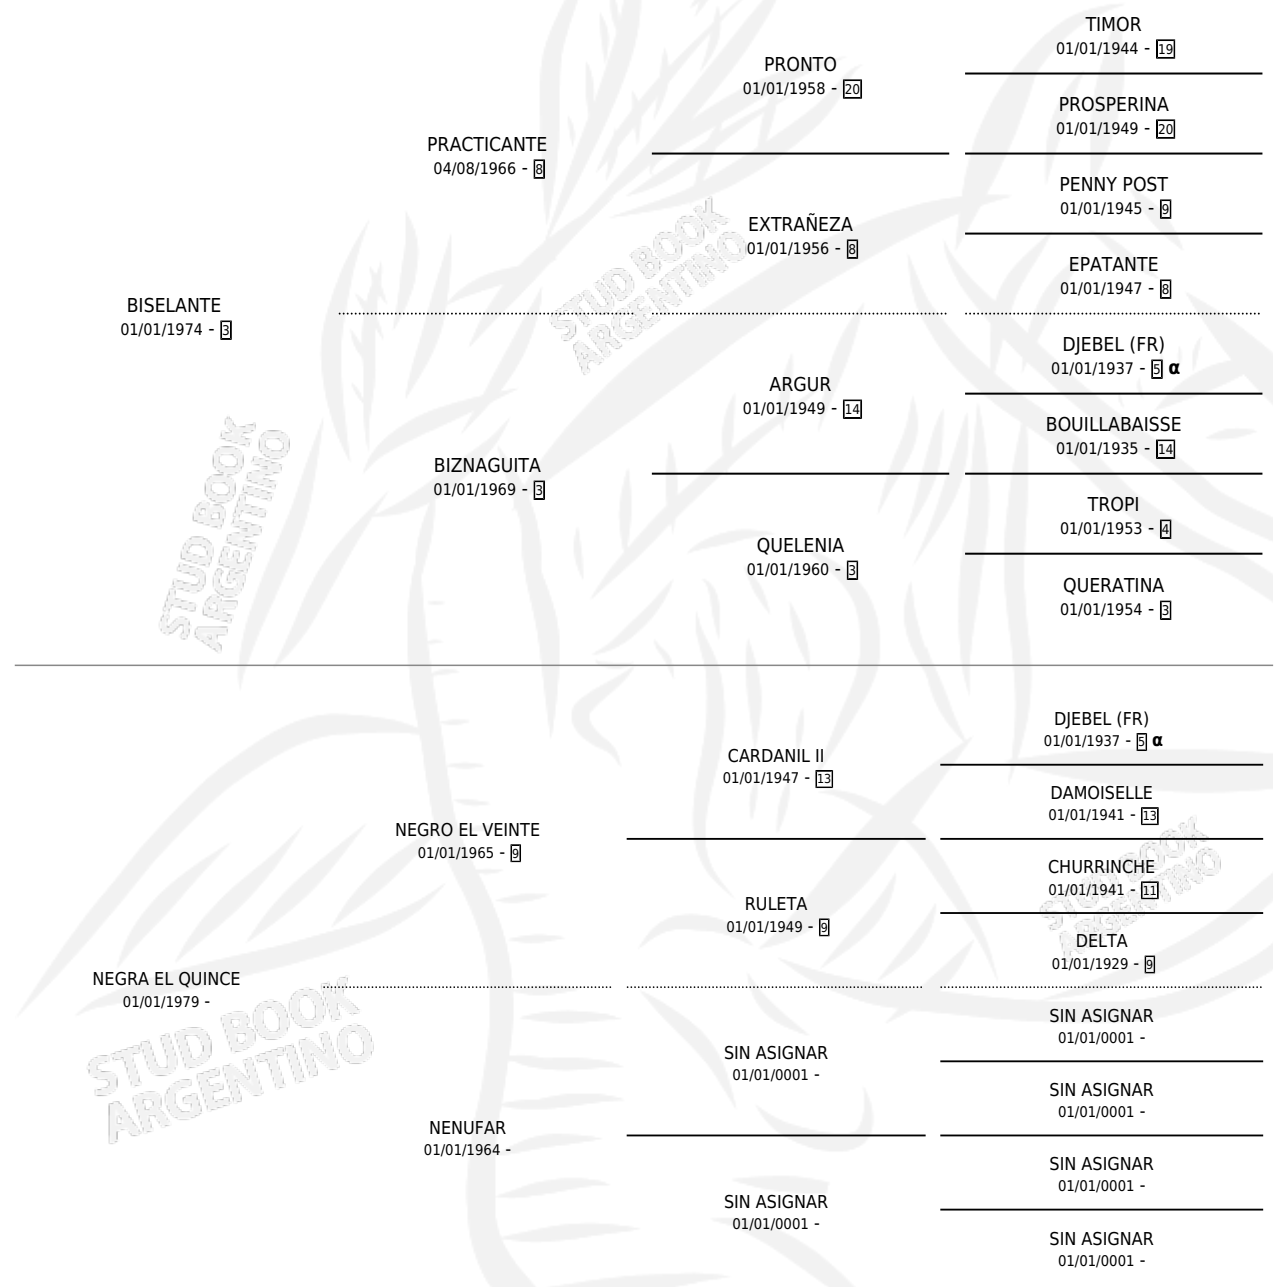 TIMOR
01/01/1944 - 19
PRONTO
01/01/1958 - 20
PROSPERINA
01/01/1949 - 20
PRACTICANTE
04/08/1966 - 8
PENNY POST
01/01/1945 - 9
EXTRAÑEZA
01/01/1956 - 8
EPATANTE
01/01/1947 - 8
BISELANTE
01/01/1974 - 3
DJEBEL (FR)
01/01/1937 - 5 α
ARGUR
01/01/1949 - 14
BOUILLABAISSE
01/01/1935 - 14
BIZNAGUITA
01/01/1969 - 3
TROPI
01/01/1953 - 4
QUELENIA
01/01/1960 - 3
QUERATINA
01/01/1954 - 3
STUD BOOK
ARGENTINO
STUD BOOK
ARGENTINO
DJEBEL (FR)
01/01/1937 - 5 α
CARDANIL II
01/01/1947 - 13
DAMOISELLE
01/01/1941 - 13
NEGRO EL VEINTE
01/01/1965 - 9
CHURRINCHE
01/01/1941 - 11
RULETA
01/01/1949 - 9
DELTA
01/01/1929 - 9
NEGRA EL QUINCE
01/01/1979 -
SIN ASIGNAR
01/01/0001 -
SIN ASIGNAR
01/01/0001 -
SIN ASIGNAR
01/01/0001 -
NENUFAR
01/01/1964 -
SIN ASIGNAR
01/01/0001 -
SIN ASIGNAR
01/01/0001 -
SIN ASIGNAR
01/01/0001 -
STUD BOOK
ARGENTINO
STUD BOOK
ARGENTINO